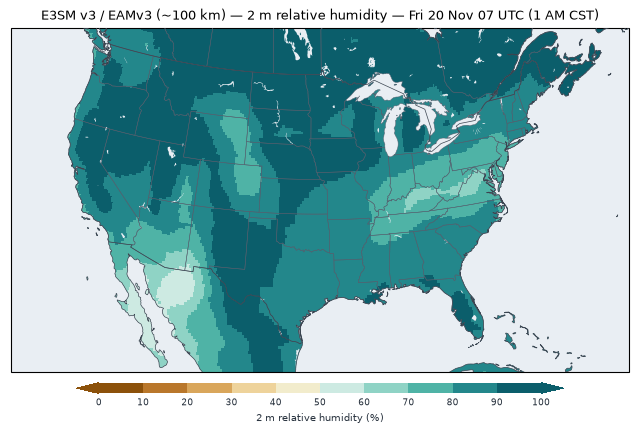 E3SM v3 / EAMv3 (~100 km) — 2 m relative humidity — Fri 20 Nov 07 UTC (1 AM CST)
0 10 20 30 40 50 60 70 80 90 100
2 m relative humidity (%)